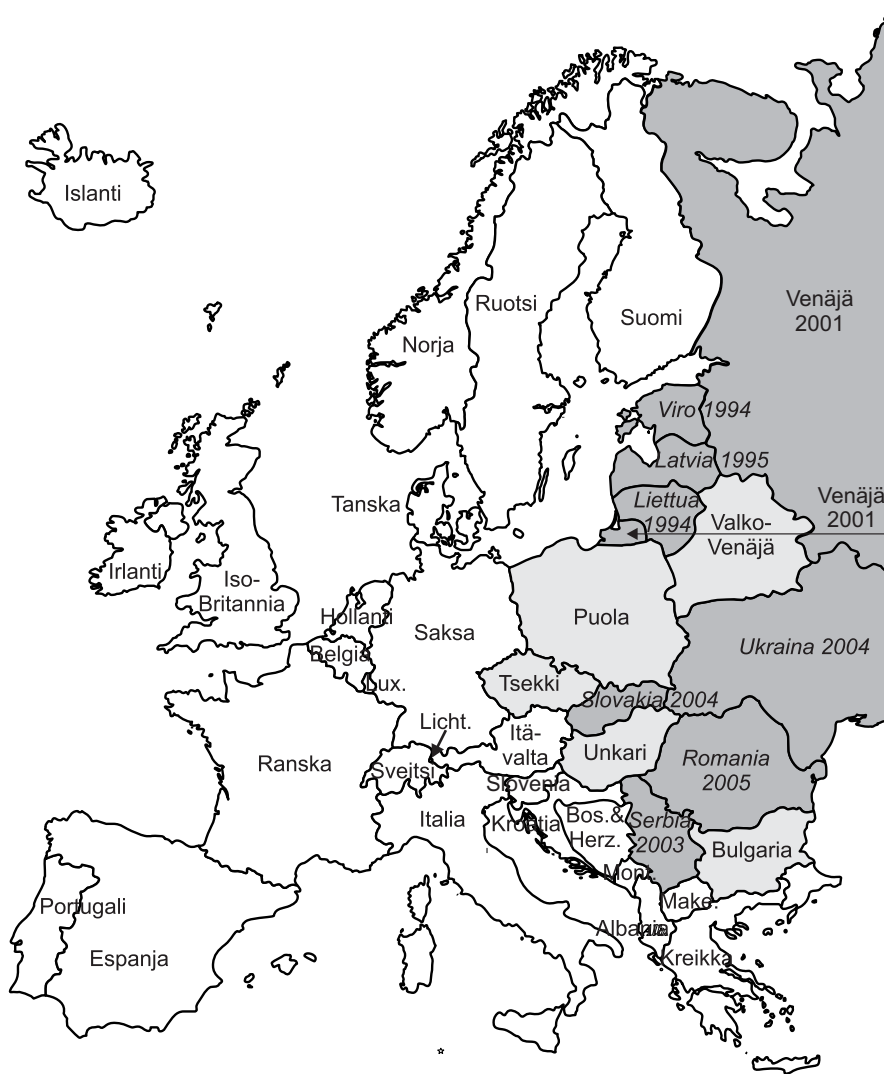 Islanti
Venäjä
2001
Ruotsi
Suomi
Norja
Viro 1994
Latvia 1995
Tanska
Liettua
1994
Venäjä
2001
Valko-
Venäjä
Irlanti
Iso-
Britannia
Hollanti
Saksa
Puola
Belgia
Ukraina 2004
Lux.
Tsekki
Slovakia 2004
Licht.
Itä-
valta
Unkari
Romania
2005
Ranska
Sveitsi
Slovenia
Italia
Kroatia
Bos.&
Herz.
Serbia
2003
Bulgaria
Mont.
Make.
Portugali
Albania
Kreikka
Espanja